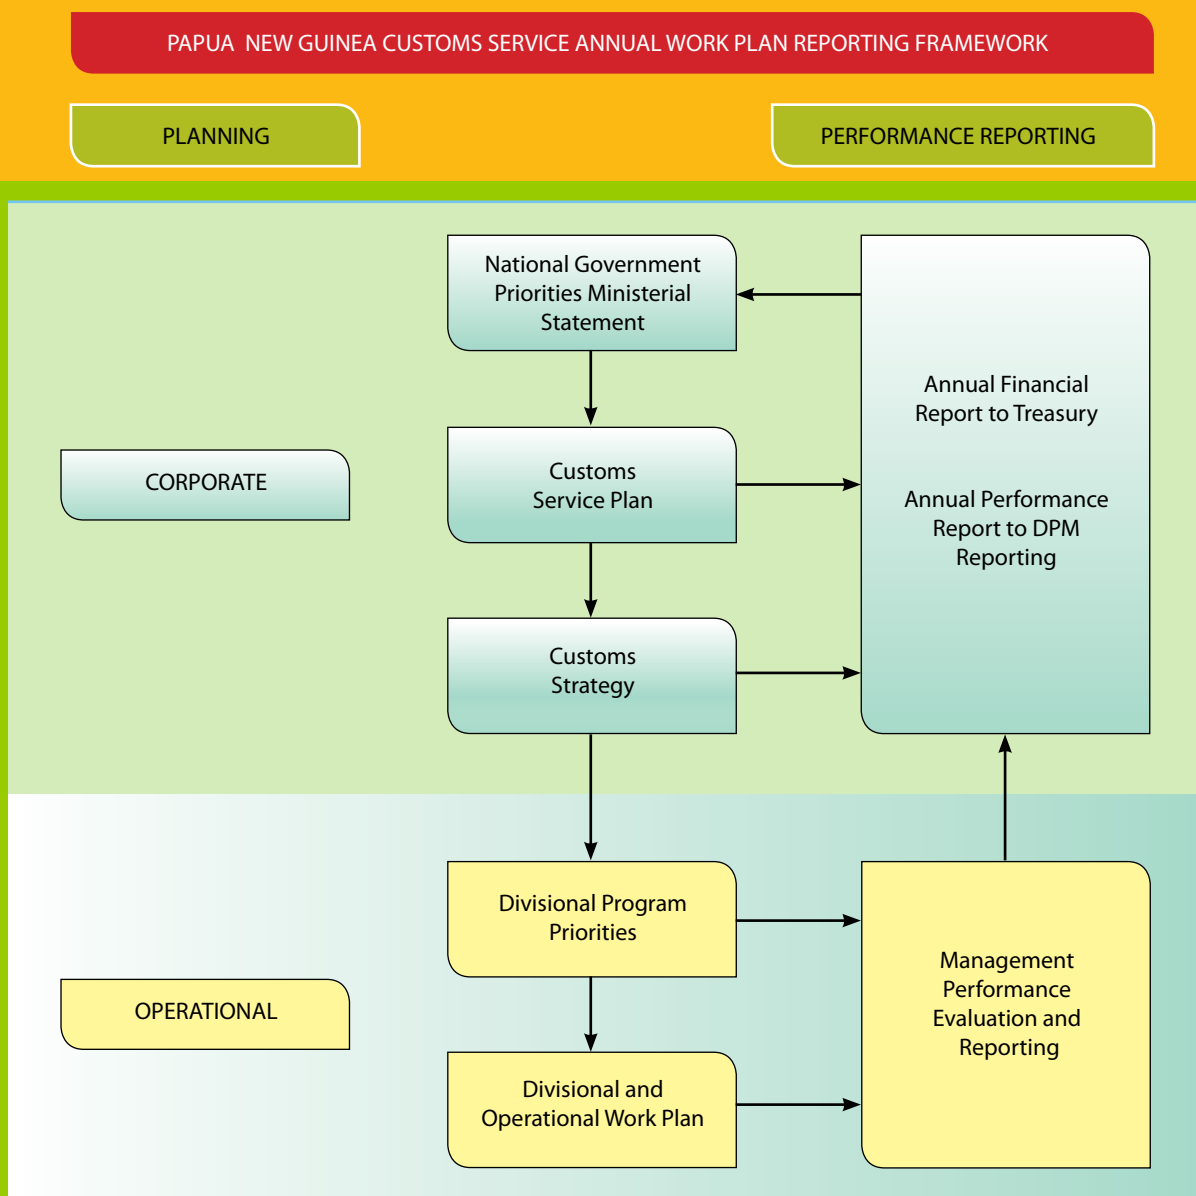 PAPUA NEW GUINEA CUSTOMS SERVICE ANNUAL WORK PLAN REPORTING FRAMEWORK
PLANNING
PERFORMANCE REPORTING
National Government
Priorities Ministerial
Statement
Annual Financial
Report to Treasury
Annual Performance
Report to DPM
Reporting
CORPORATE
Customs
Service Plan
Customs
Strategy
Divisional Program
Priorities
OPERATIONAL
Management
Performance
Evaluation and
Reporting
Divisional and
Operational Work Plan